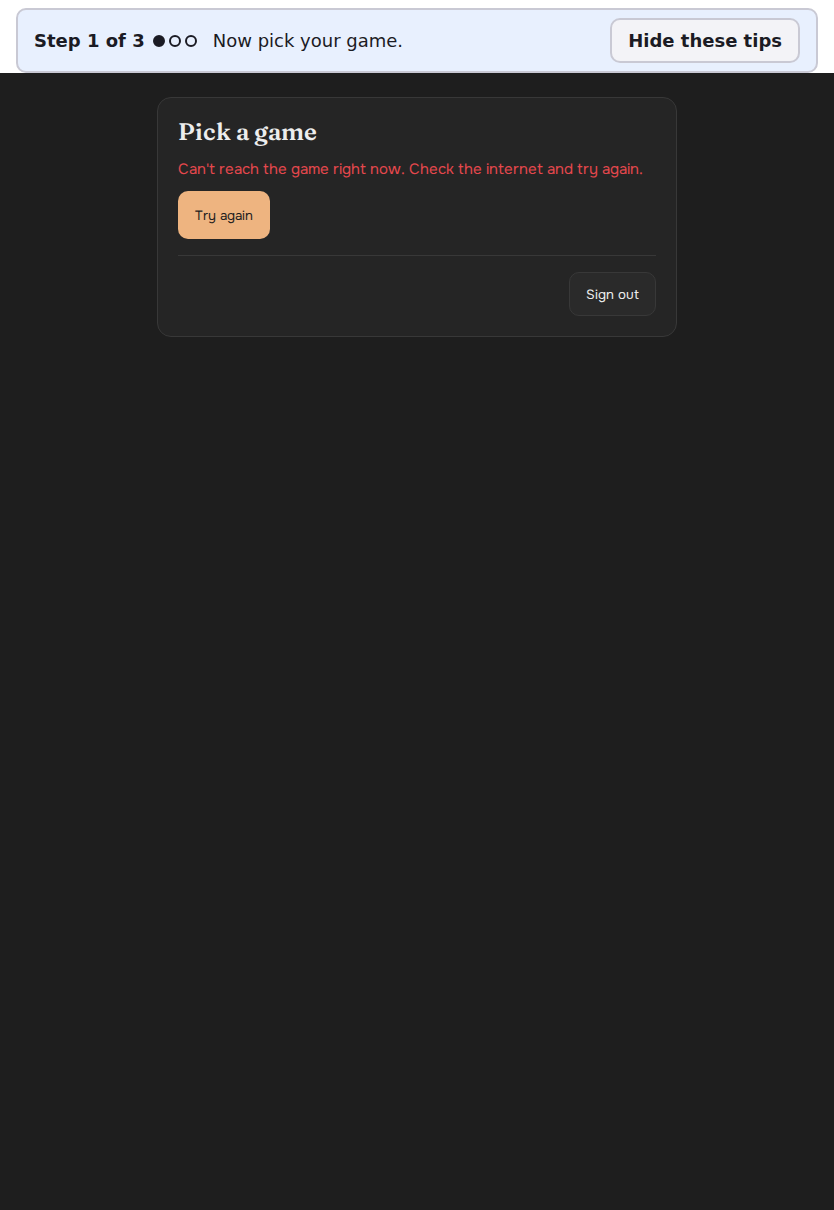 Step 1 of 3 Now pick your game. Hide these tips
Pick a game
Can't reach the game right now. Check the internet and try again.
Try again
Sign out